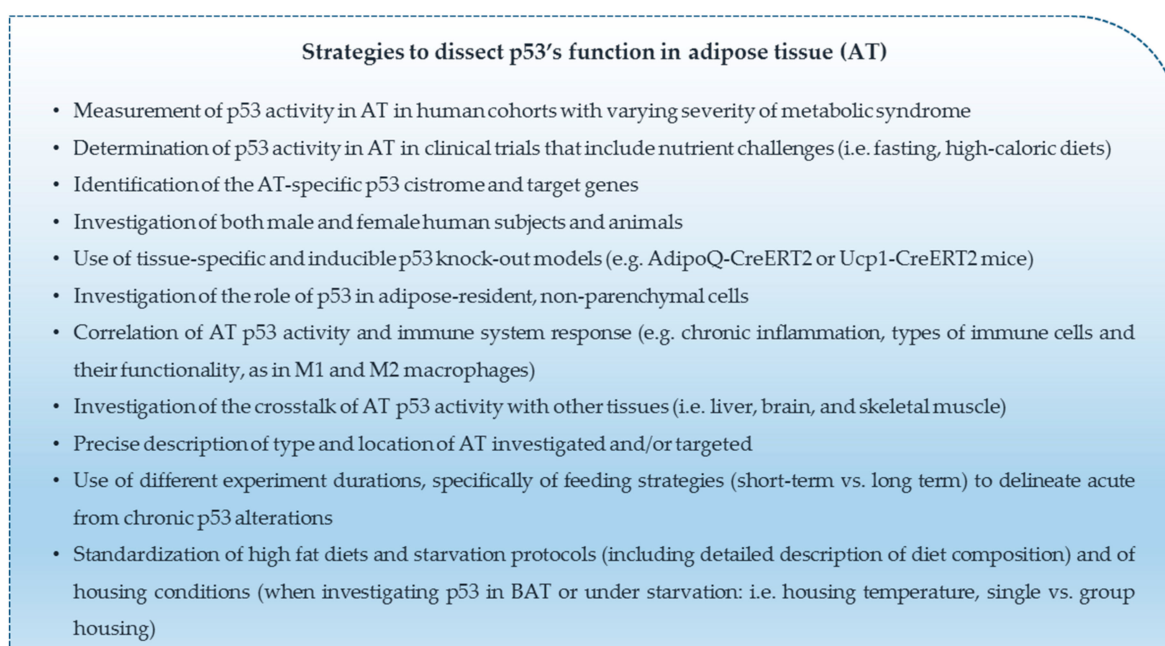 Strategies to dissect p53's function in adipose tissue (AT)
• Measurement of p53 activity in AT in human cohorts with varying severity of metabolic syndrome
• Determination of p53 activity in AT in clinical trials that include nutrient challenges (i.e. fasting, high-caloric diets)
• Identification of the AT-specific p53 cistrome and target genes
• Investigation of both male and female human subjects and animals
• Use of tissue-specific and inducible p53 knock-out models (e.g. AdipoQ-CreERT2 or Ucp1-CreERT2 mice)
• Investigation of the role of p53 in adipose-resident, non-parenchymal cells
• Correlation of AT p53 activity and immune system response (e.g. chronic inflammation, types of immune cells and
their functionality, as in M1 and M2 macrophages)
• Investigation of the crosstalk of AT p53 activity with other tissues (i.e. liver, brain, and skeletal muscle)
• Precise description of type and location of AT investigated and/or targeted
• Use of different experiment durations, specifically of feeding strategies (short-term vs. long term) to delineate acute
from chronic p53 alterations
• Standardization of high fat diets and starvation protocols (including detailed description of diet composition) and of
housing conditions (when investigating p53 in BAT or under starvation: i.e. housing temperature, single vs. group
housing)